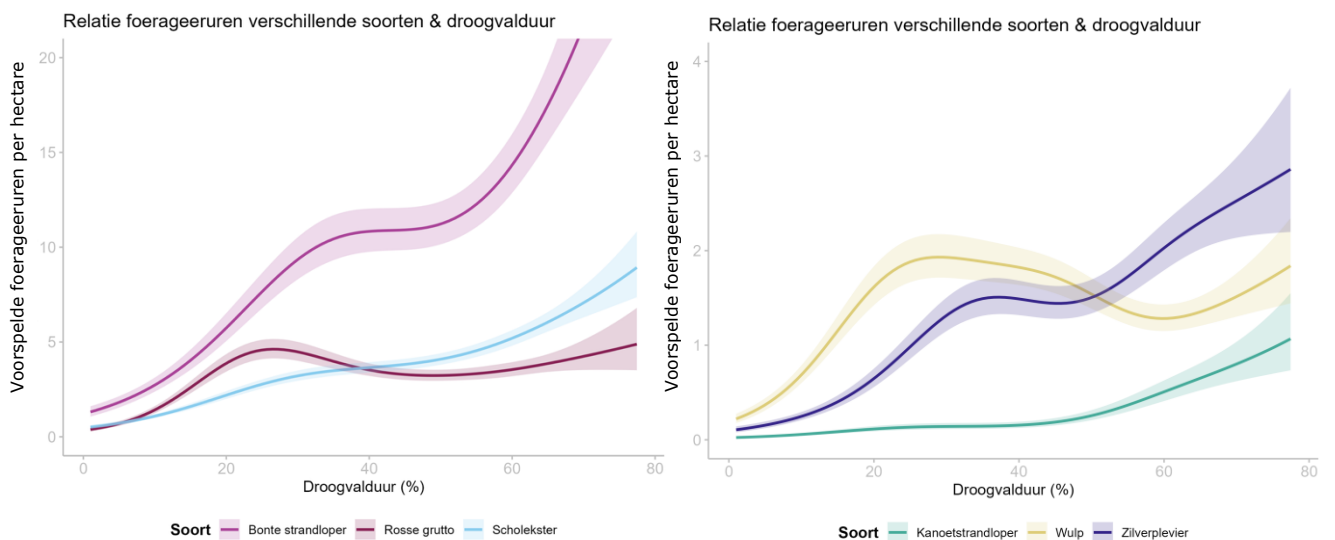 Relatie foerageeruren verschillende soorten & droogvalduur
Voorspelde foerageeruren per hectare
20
15
10
5
0
0 20 40 60 80
Droogvalduur (%)
Soort Bonte strandloper Rosse grutto Scholekster
Relatie foerageeruren verschillende soorten & droogvalduur
Voorspelde foerageeruren per hectare
4
3
2
1
0
0 20 40 60 80
Droogvalduur (%)
Soort Kanoetstrandloper Wulp Zilverplevier